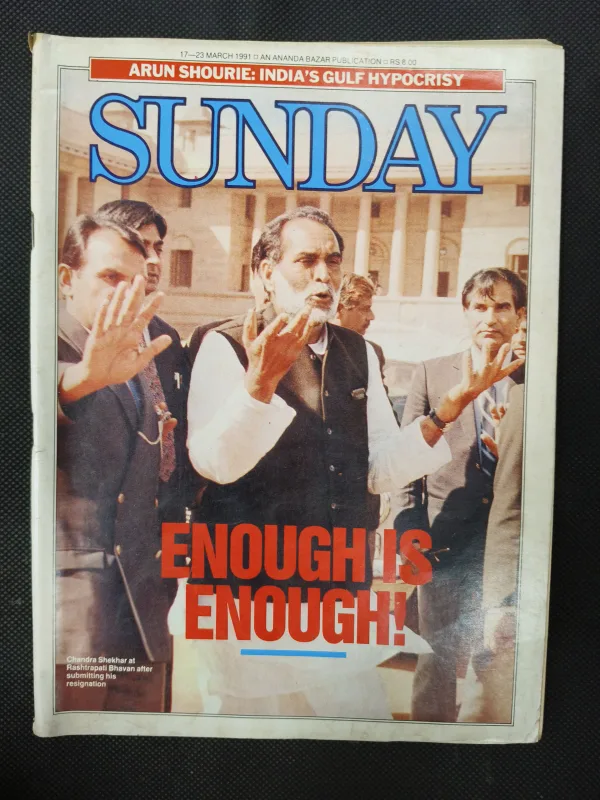 17—23 MARCH 1991 □ AN ANANDA BAZAR PUBLICATION □ RS 6.00
ARUN SHOURIE: INDIA'S GULF HYPOCRISY
SUNDAY
ENOUGH IS
ENOUGH!
Chandra Shekhar at
Rashtrapati Bhavan after
submitting his
resignation